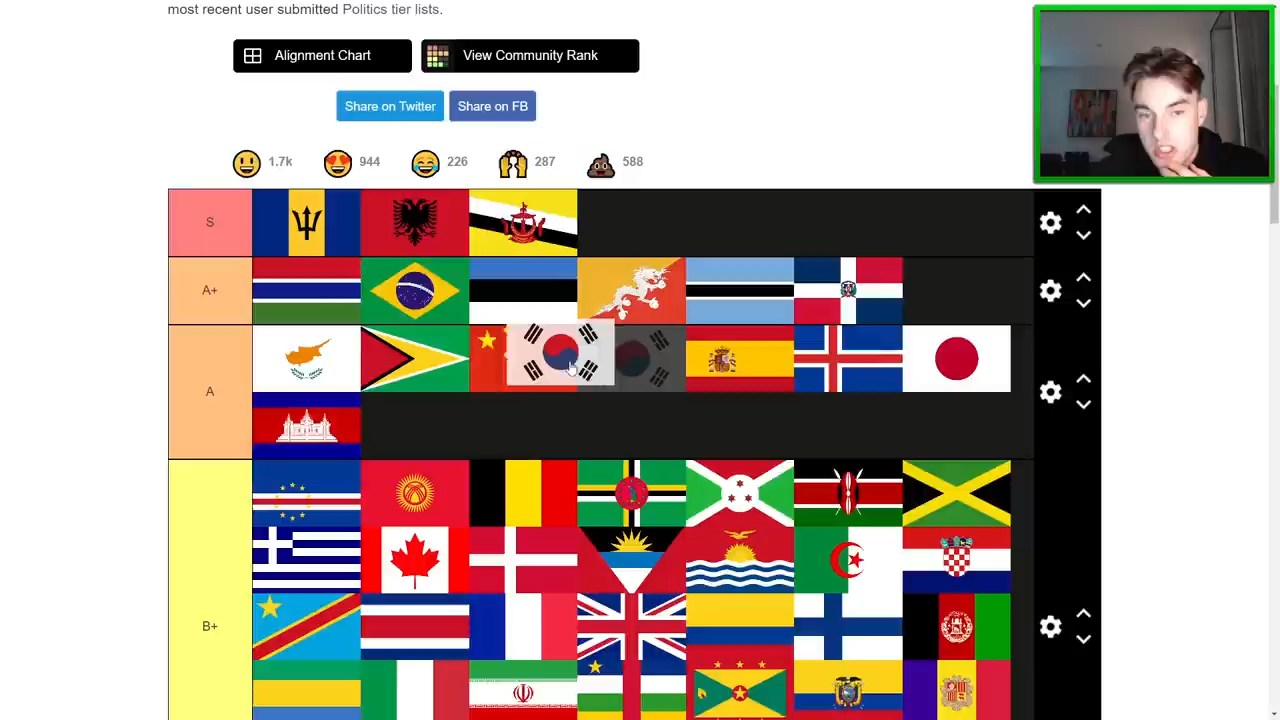 most recent user submitted Politics tier lists.
Alignment Chart
View Community Rank
Share on Twitter
Share on FB
1.7k
944
226
287
588
S
A+
A
B+